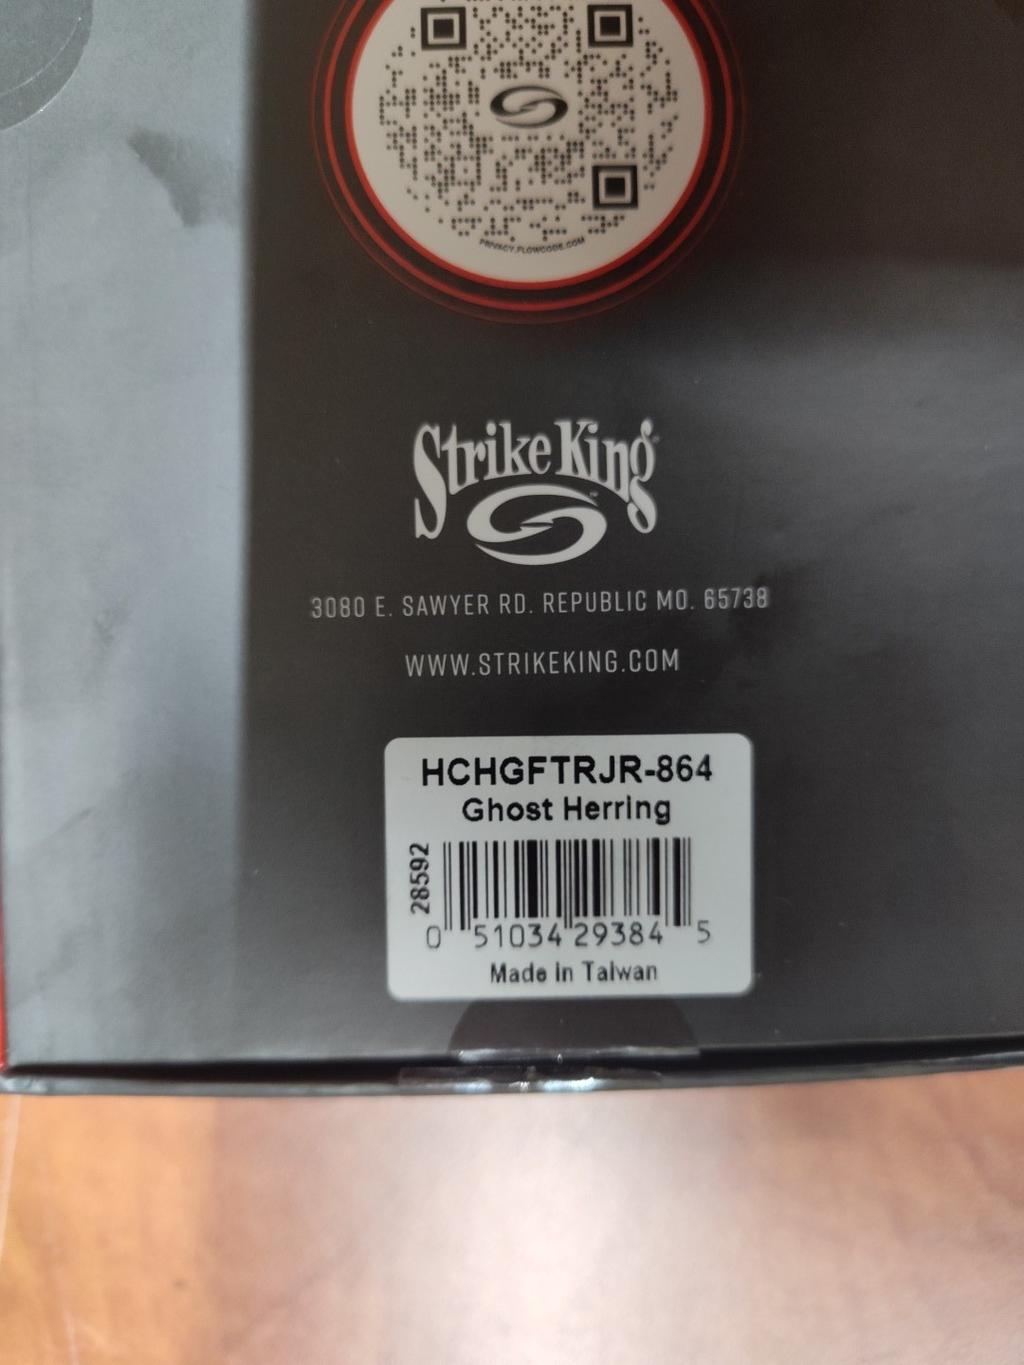 PRIVACY.FLOWCODE.COM
Strike King
3080 E. SAWYER RD. REPUBLIC MO. 65738
WWW.STRIKEKING.COM
HCHGFTRJR-864
Ghost Herring
28592
0 51034 29384 5
Made in Taiwan